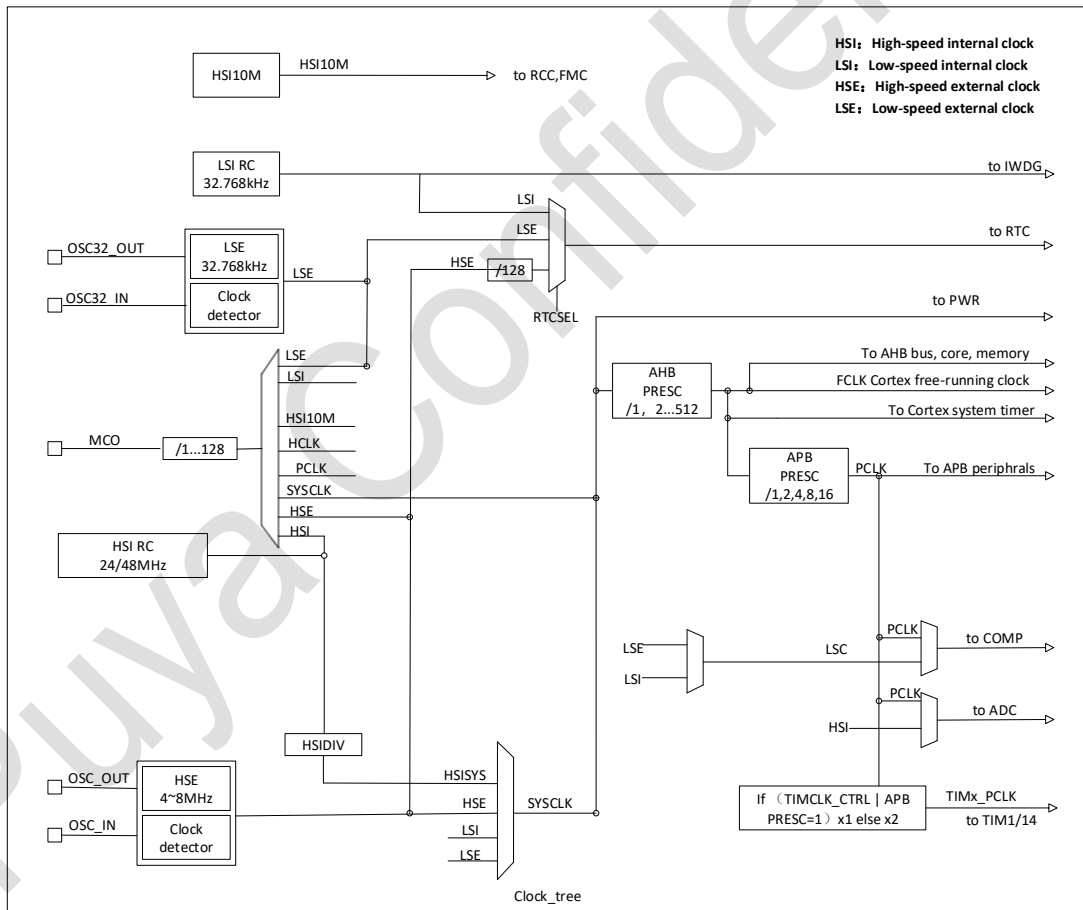 HSI：High-speed internal clock
LSI：Low-speed internal clock
HSE：High-speed external clock
LSE：Low-speed external clock
HSI10M
HSI10M
to RCC,FMC
LSI RC
32.768kHz
to IWDG
LSI
OSC32_OUT
LSE
32.768kHz
LSE
LSE
to RTC
HSE
/128
OSC32_IN
Clock
detector
RTCSEL
to PWR
LSE
LSI
AHB
PRESC
/1，2...512
To AHB bus, core, memory
FCLK Cortex free-running clock
To Cortex system timer
HSI10M
MCO
/1...128
HCLK
PCLK
APB
PRESC
/1,2,4,8,16
PCLK
To APB periphrals
SYSCLK
HSE
HSI
HSI RC
24/48MHz
LSE
LSI
LSC
PCLK
to COMP
PCLK
HSI
to ADC
HSIDIV
OSC_OUT
HSE
4~8MHz
OSC_IN
Clock
detector
HSISYS
HSE
LSI
LSE
SYSCLK
If （TIMCLK_CTRL | APB
PRESC=1）x1 else x2
TIMx_PCLK
to TIM1/14
Clock_tree
Puya Confide